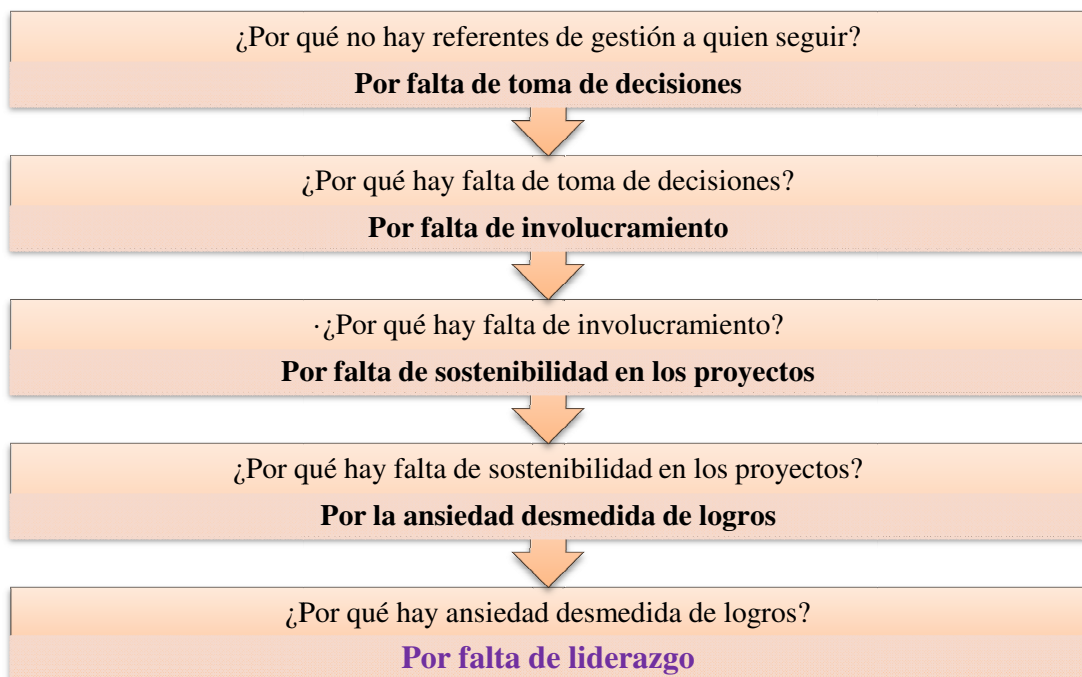 ¿Por qué no hay referentes de gestión a quien seguir?
Por falta de toma de decisiones
¿Por qué hay falta de toma de decisiones?
Por falta de involucramiento
·¿Por qué hay falta de involucramiento?
Por falta de sostenibilidad en los proyectos
¿Por qué hay falta de sostenibilidad en los proyectos?
Por la ansiedad desmedida de logros
¿Por qué hay ansiedad desmedida de logros?
Por falta de liderazgo